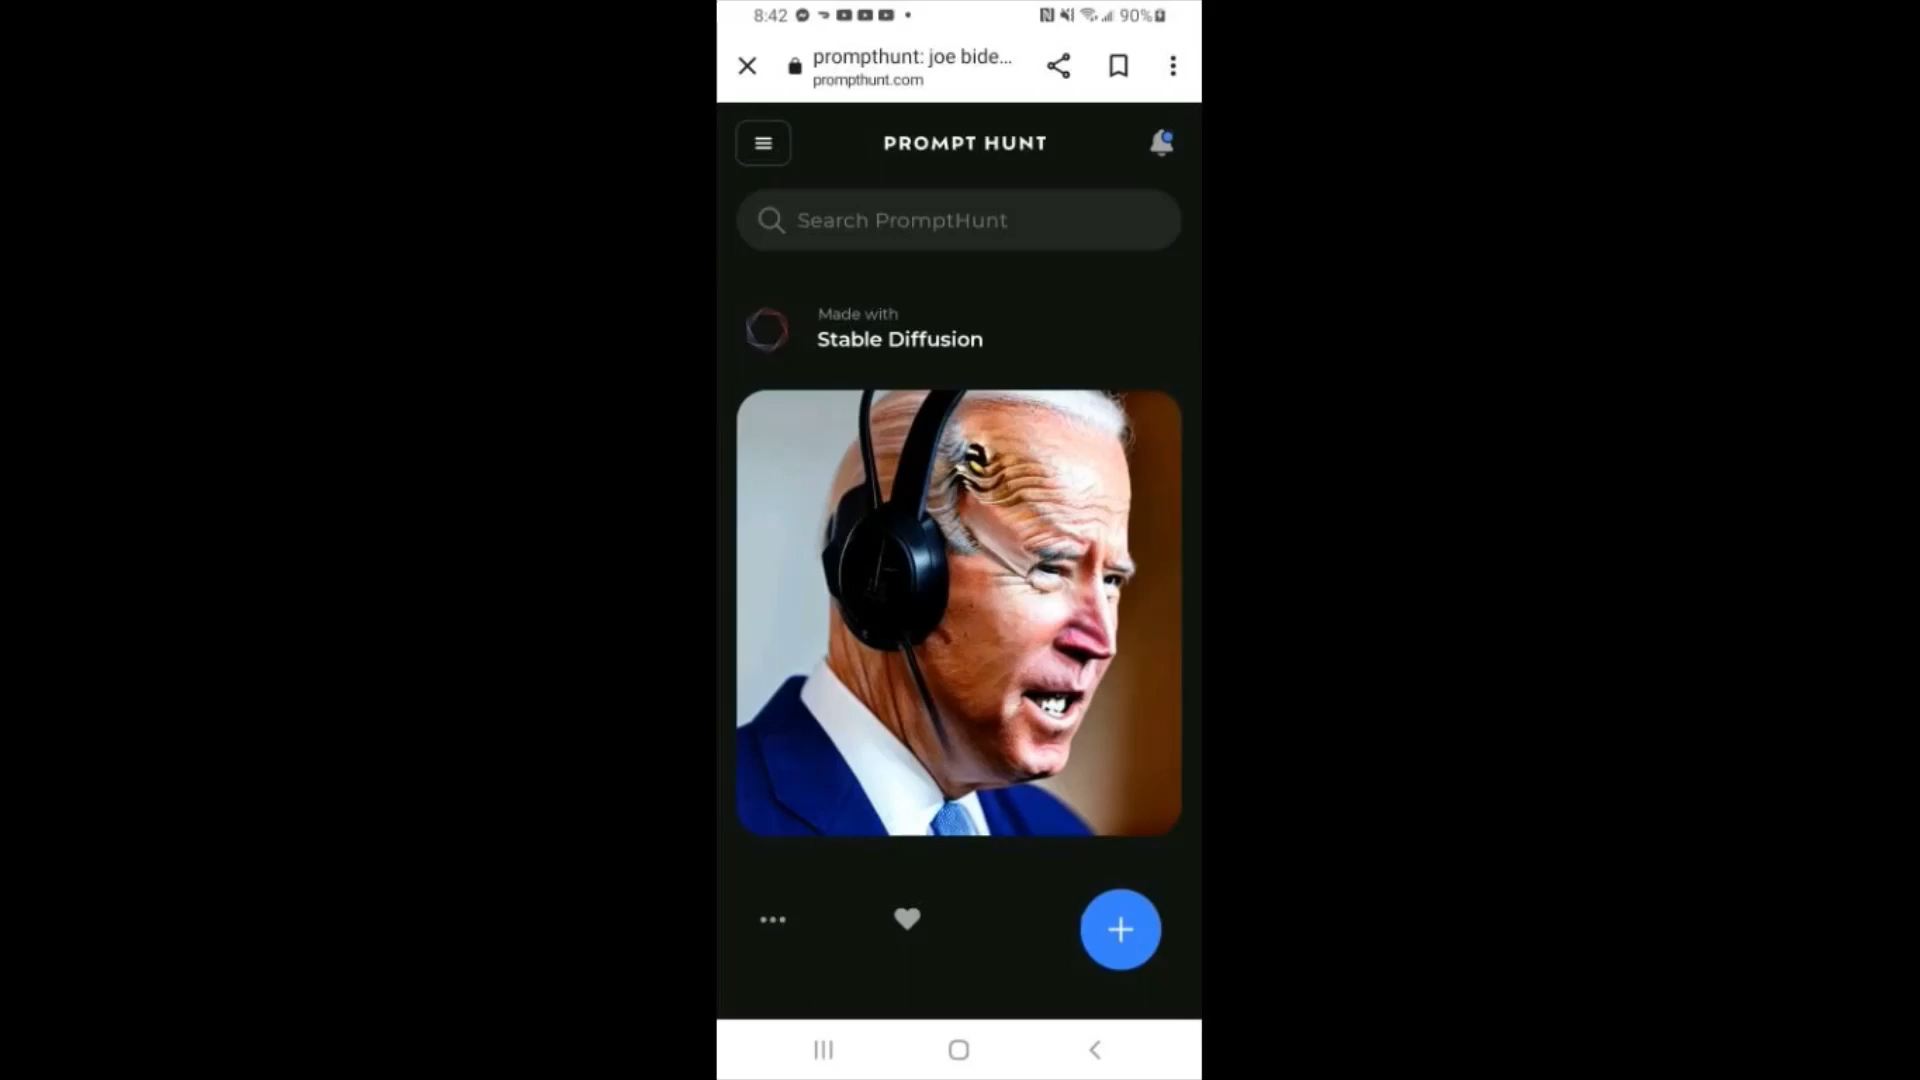 8:42
90%
prompthunt: joe bide...
prompthunt.com
PROMPT HUNT
Search PromptHunt
Made with
Stable Diffusion